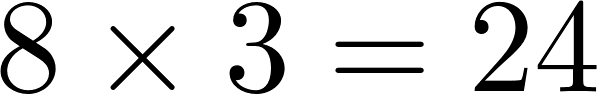 8 × 3 = 24